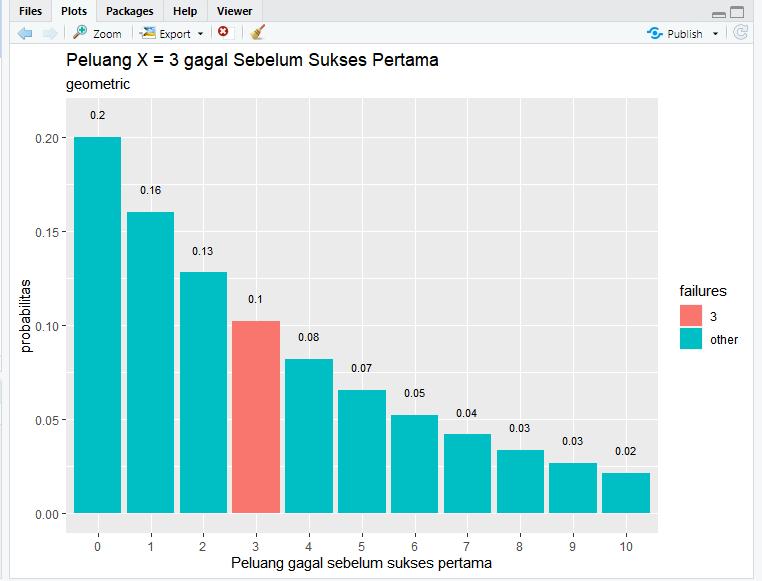 Files Plots Packages Help Viewer
Zoom Export Publish
Peluang X = 3 gagal Sebelum Sukses Pertama
geometric
0.2
0.16
0.13
0.1
0.08
0.07
0.05
0.04
0.03
0.03
0.02
0.20
0.15
0.10
0.05
0.00
probabilitas
0 1 2 3 4 5 6 7 8 9 10
Peluang gagal sebelum sukses pertama
failures
3
other